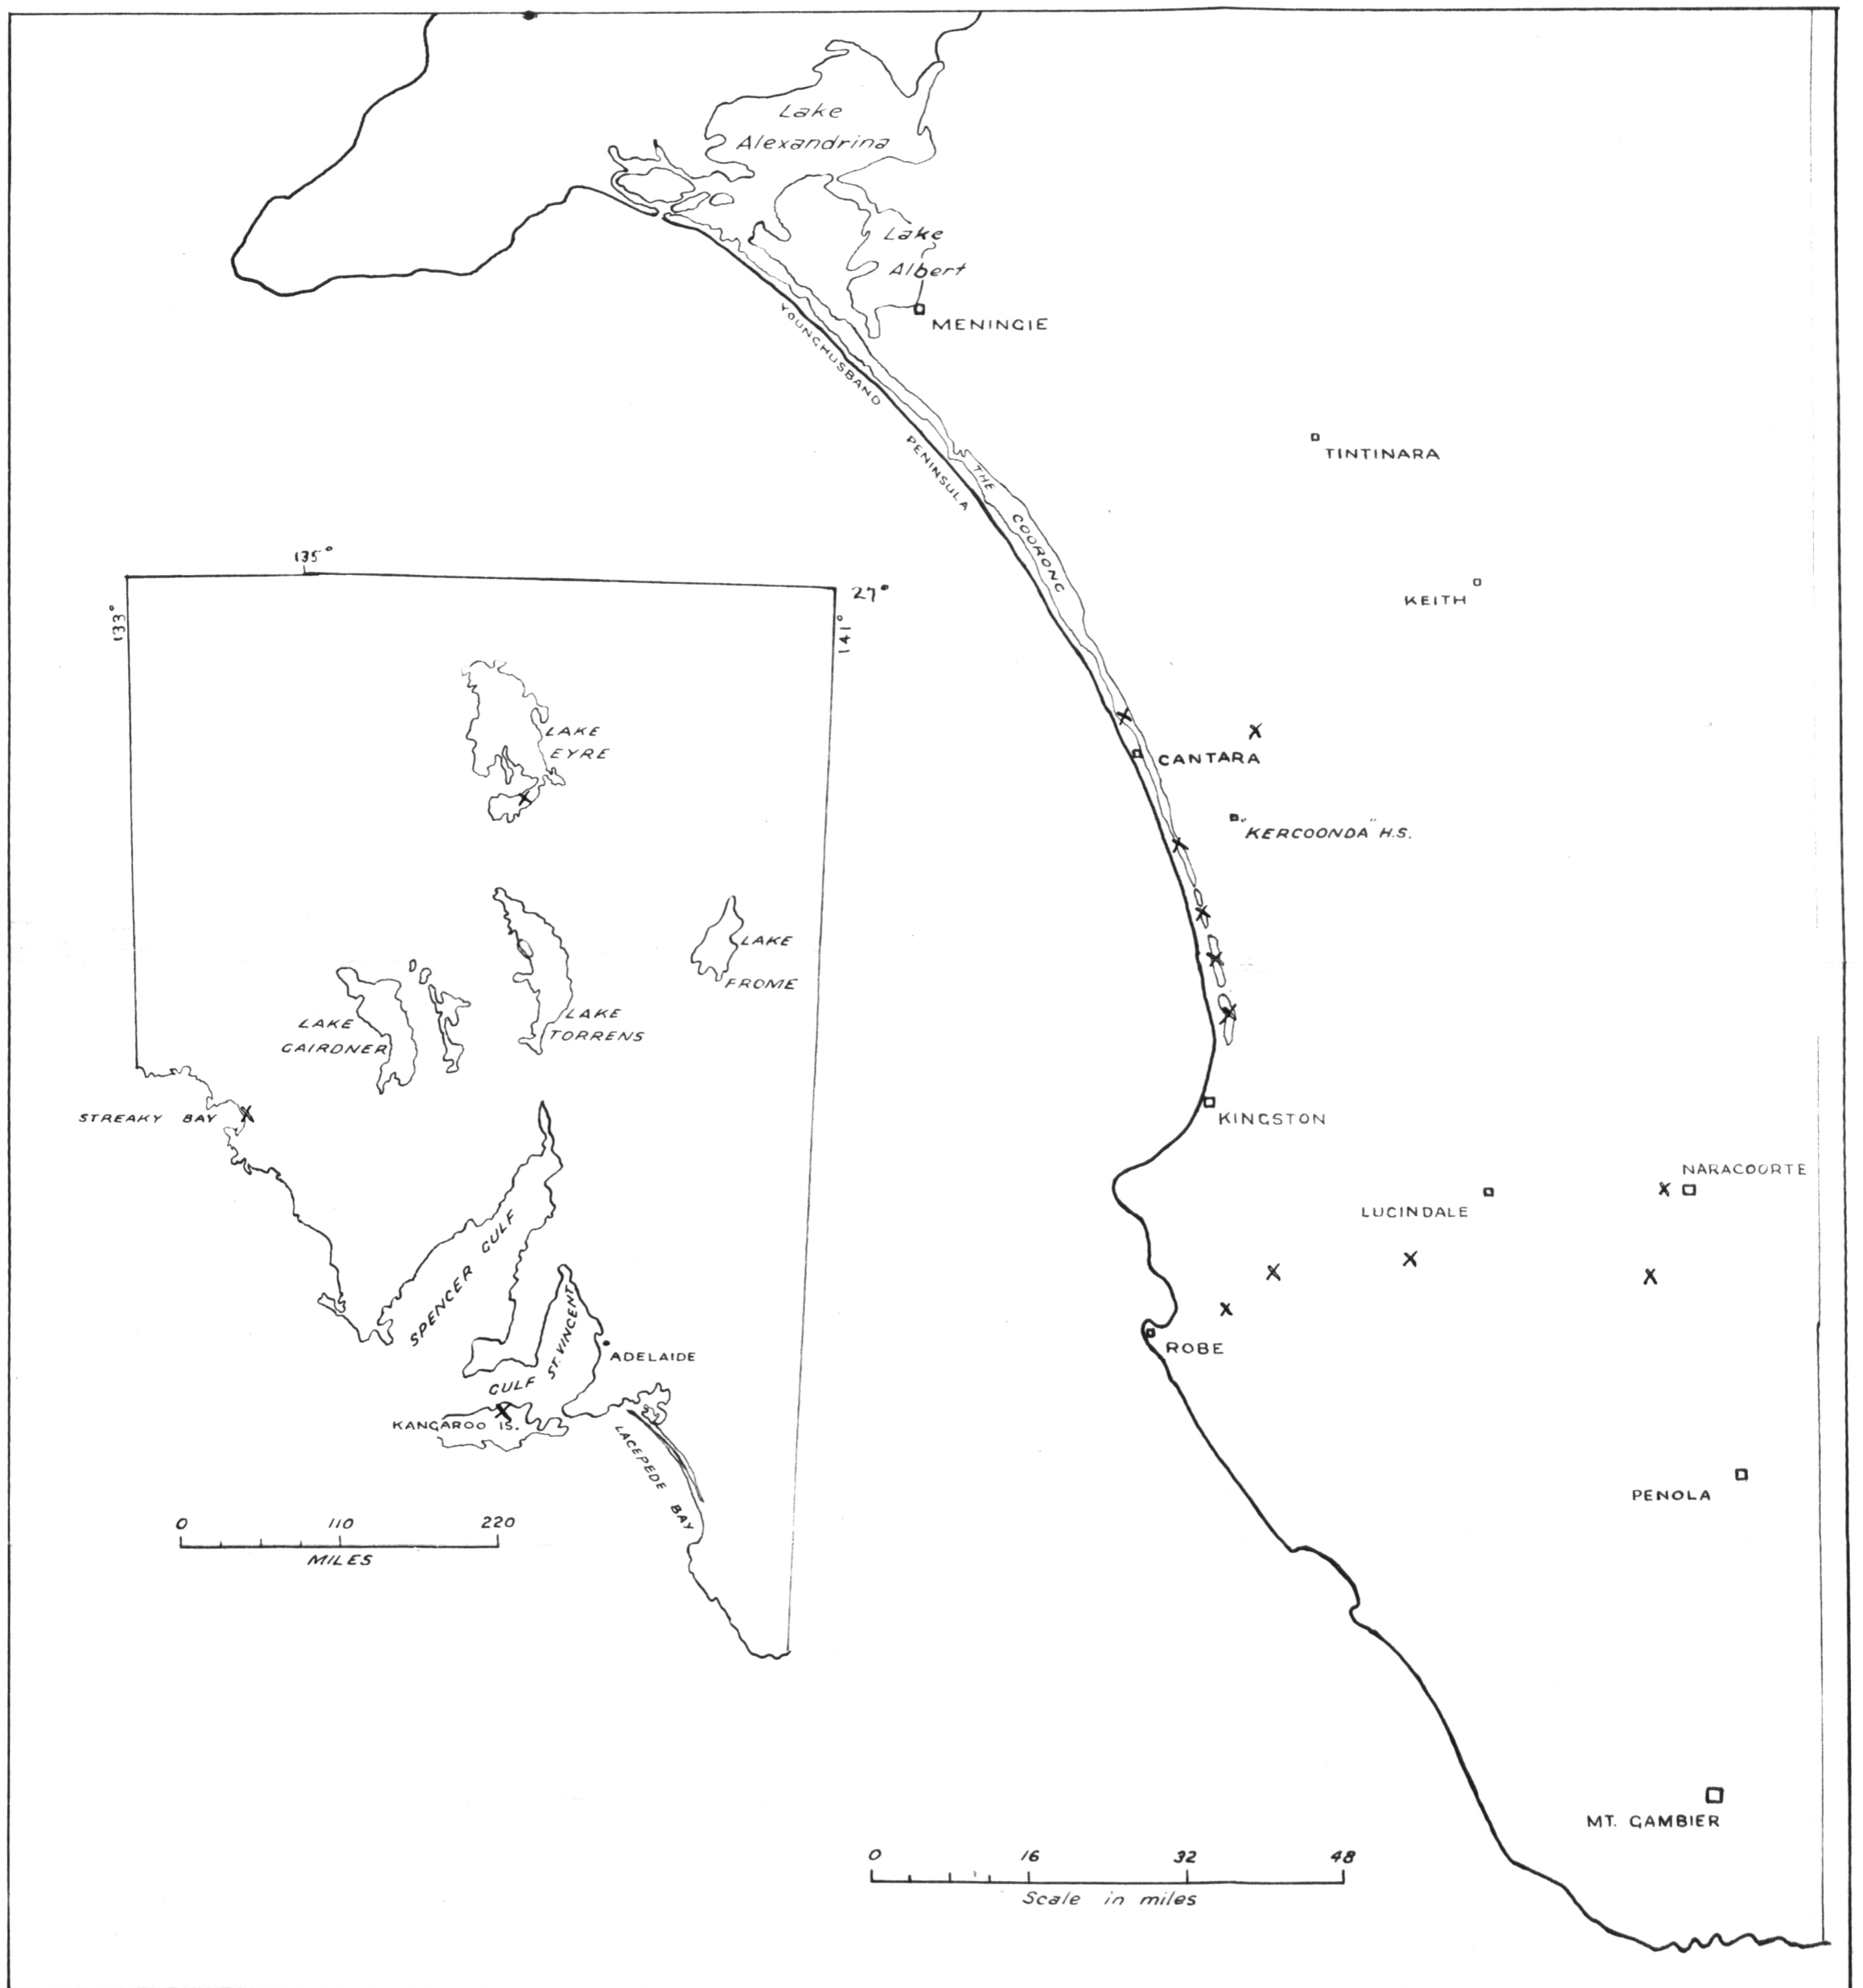 Lake
Alexandrina
Lake
Albert
MENINGIE
YOUNGHUSBAND
PENINSULA
TINTINARA
THE
COORONG
KEITH
135°
27°
133°
141°
LAKE
EYRE
CANTARA
"KERCOONDA" H.S.
LAKE
FROME
LAKE
TORRENS
LAKE
GAIRDNER
STREAKY BAY
KINGSTON
NARACOORTE
LUCINDALE
SPENCER GULF
ROBE
GULF ST. VINCENT
ADELAIDE
KANGAROO IS.
LACEPEDE BAY
PENOLA
0 110 220
MILES
MT. GAMBIER
0 16 32 48
Scale in miles